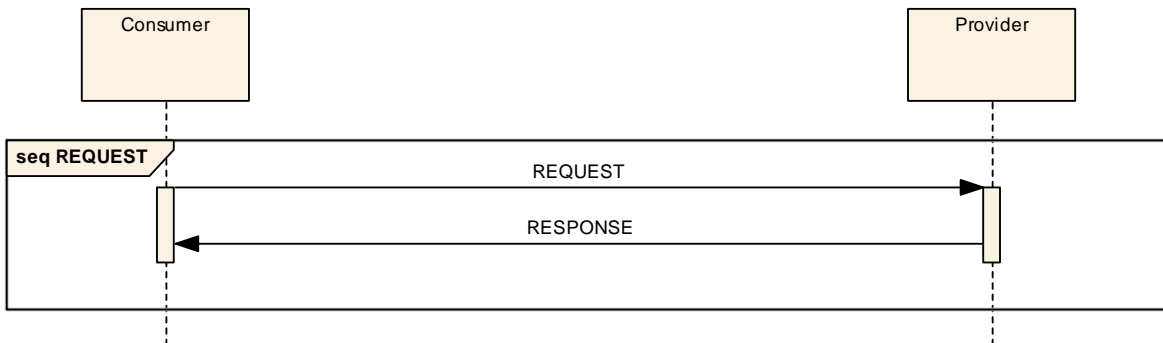 Consumer
Provider
seq REQUEST
REQUEST
RESPONSE